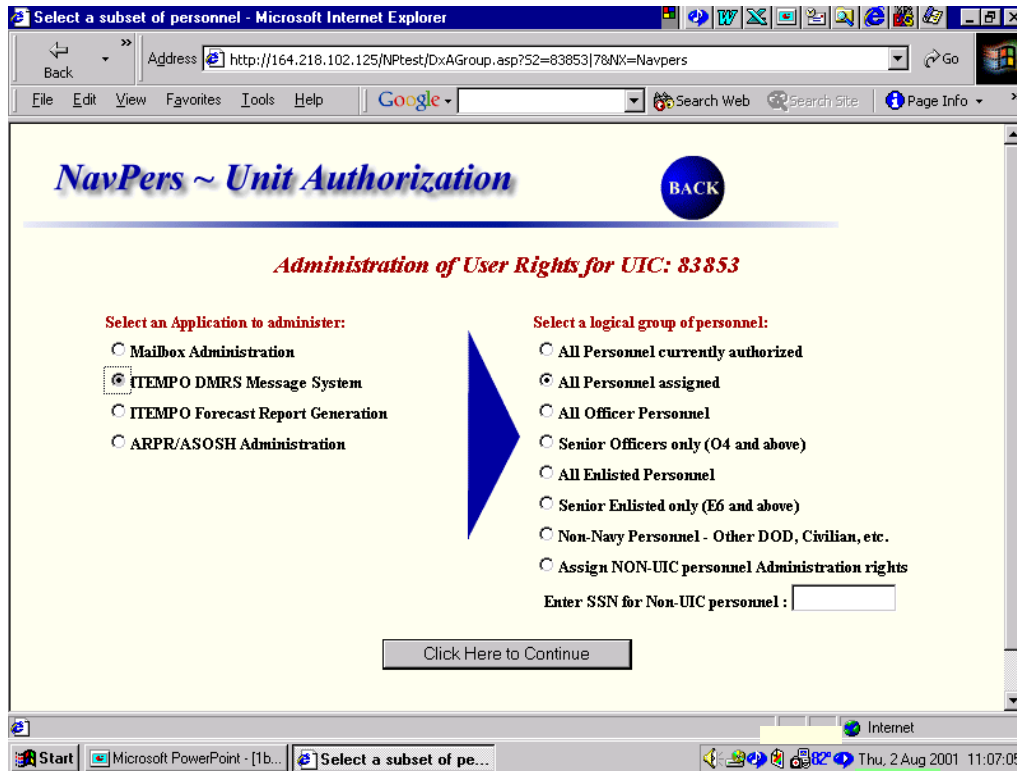 Select a subset of personnel - Microsoft Internet Explorer
Back
»
Address http://164.218.102.125/NPtest/DxAGroup.asp?S2=83853|7&NX=Navpers
Go
File Edit View Favorites Tools Help Google Search Web Search Site Page Info »
NavPers ~ Unit Authorization
BACK
Administration of User Rights for UIC: 83853
Select an Application to administer:
Mailbox Administration
ITEMPO DMRS Message System
ITEMPO Forecast Report Generation
ARPR/ASOSH Administration
Select a logical group of personnel:
All Personnel currently authorized
All Personnel assigned
All Officer Personnel
Senior Officers only (O4 and above)
All Enlisted Personnel
Senior Enlisted only (E6 and above)
Non-Navy Personnel - Other DOD, Civilian, etc.
Assign NON-UIC personnel Administration rights
Enter SSN for Non-UIC personnel :
Click Here to Continue
Internet
Start Microsoft PowerPoint - [1b... Select a subset of pe... 82° Thu, 2 Aug 2001 11:07:05